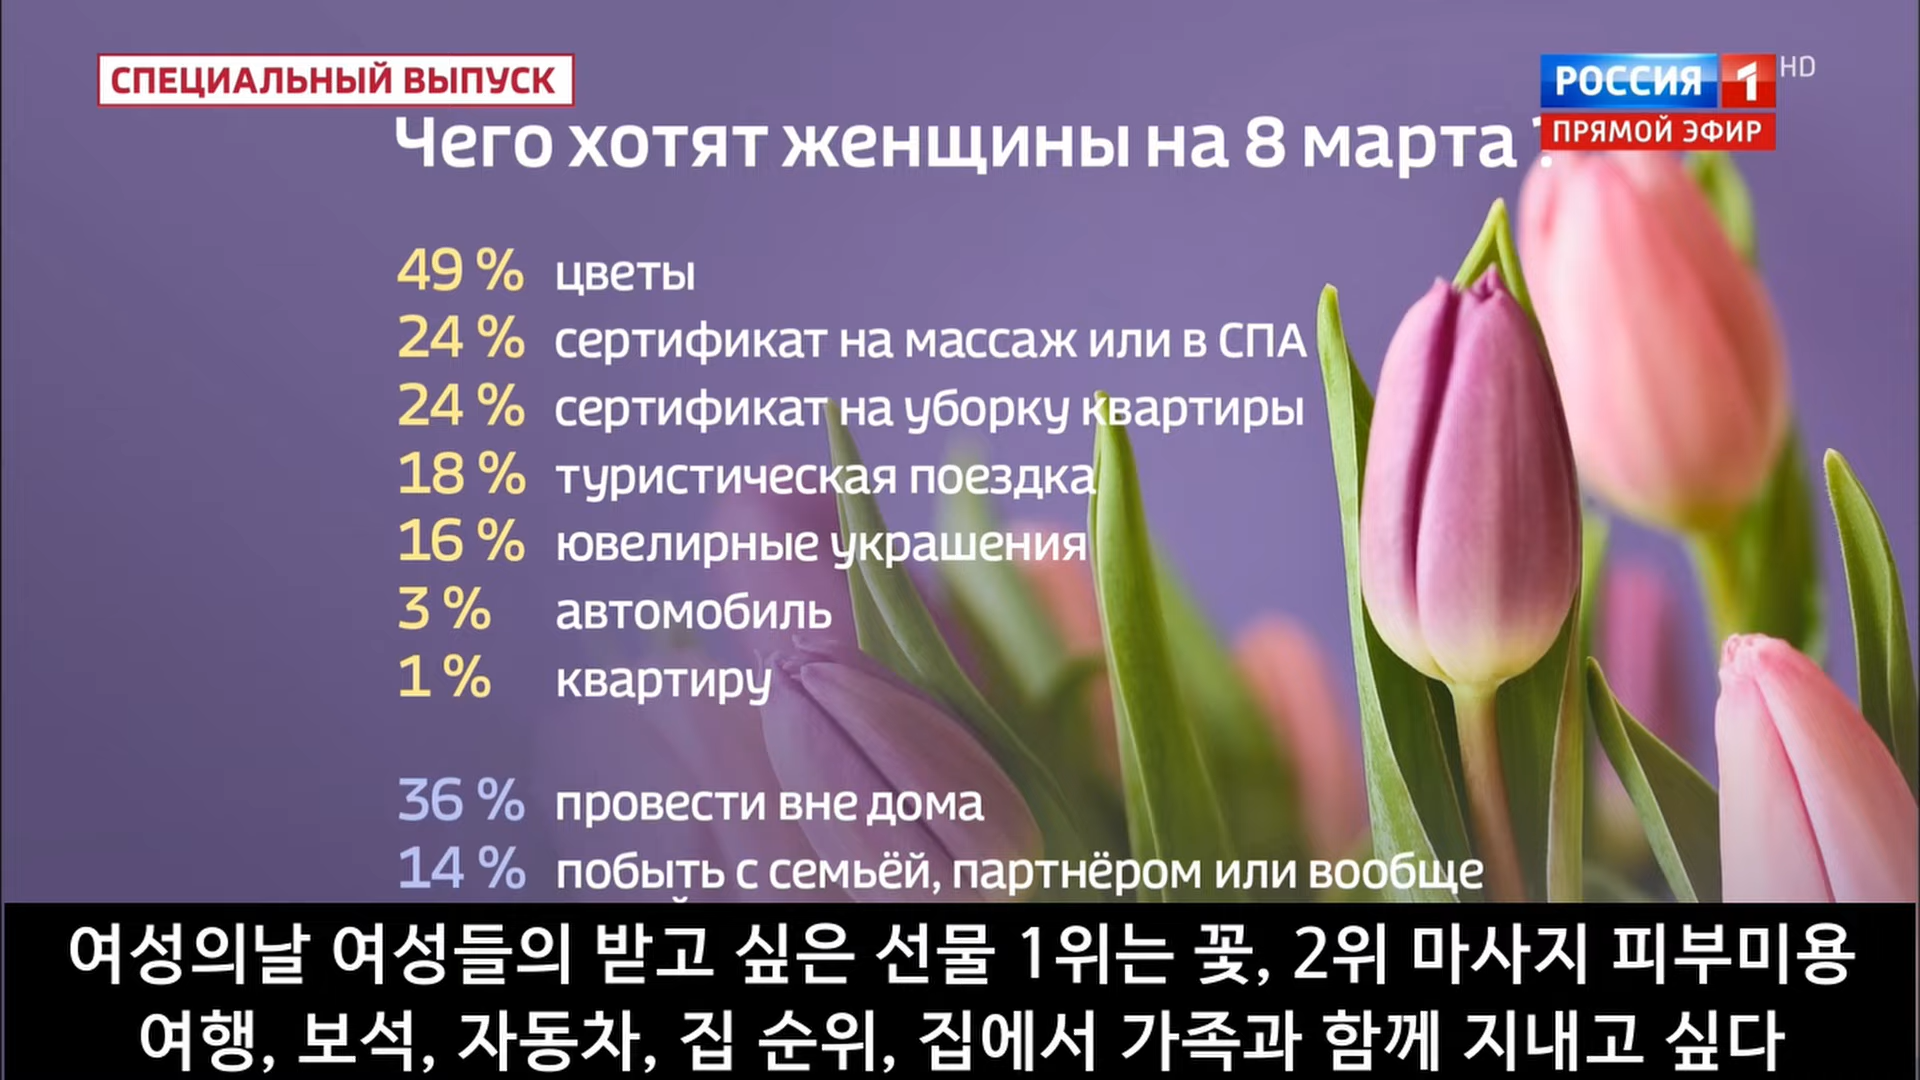 СПЕЦИАЛЬНЫЙ ВЫПУСК
РОССИЯ 1 HD
ПРЯМОЙ ЭФИР
Чего хотят женщины на 8 марта ?
49 % цветы
24 % сертификат на массаж или в СПА
24 % сертификат на уборку квартиры
18 % туристическая поездка
16 % ювелирные украшения
3 % автомобиль
1 % квартиру
36 % провести вне дома
14 % побыть с семьёй, партнёром или вообще
여성의날 여성들의 받고 싶은 선물 1위는 꽃, 2위 마사지 피부미용
여행, 보석, 자동차, 집 순위, 집에서 가족과 함께 지내고 싶다